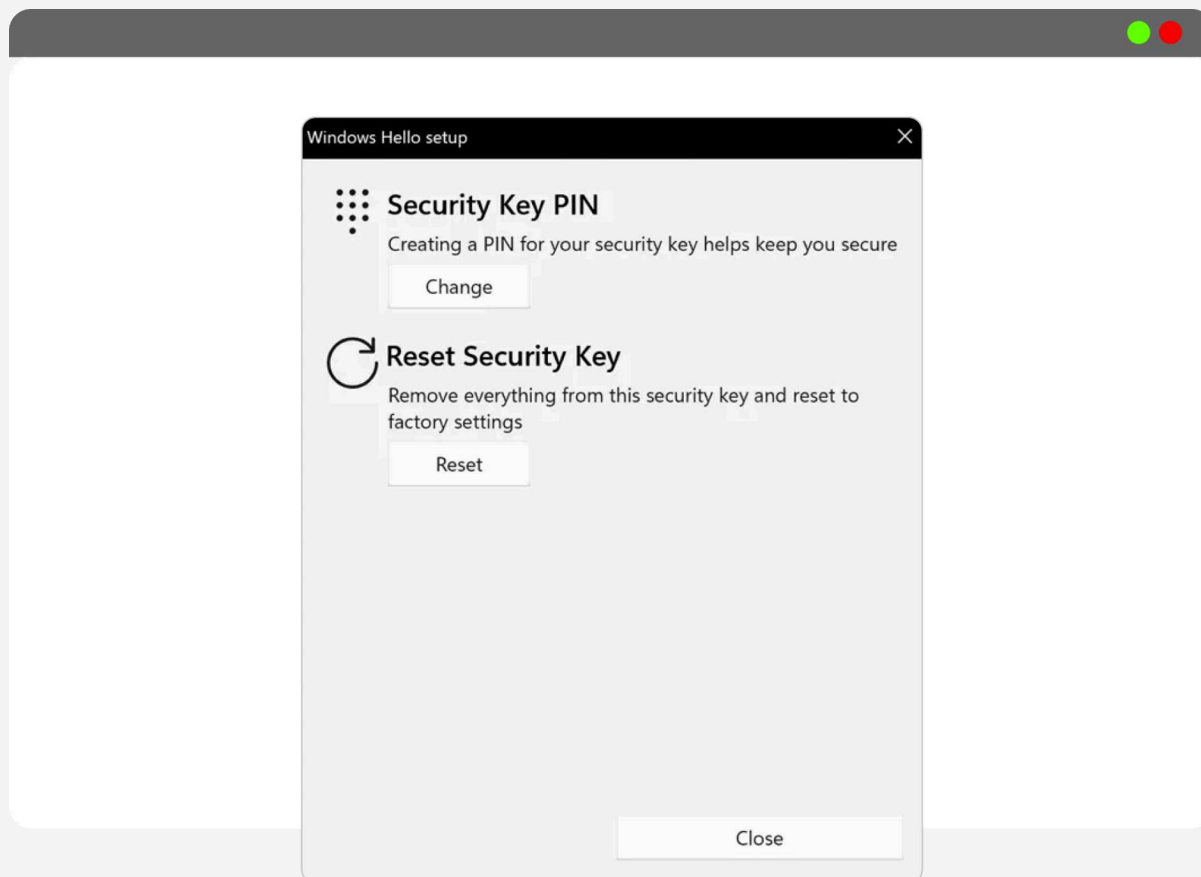 Windows Hello setup
Security Key PIN
Creating a PIN for your security key helps keep you secure
Change
Reset Security Key
Remove everything from this security key and reset to
factory settings
Reset
Close